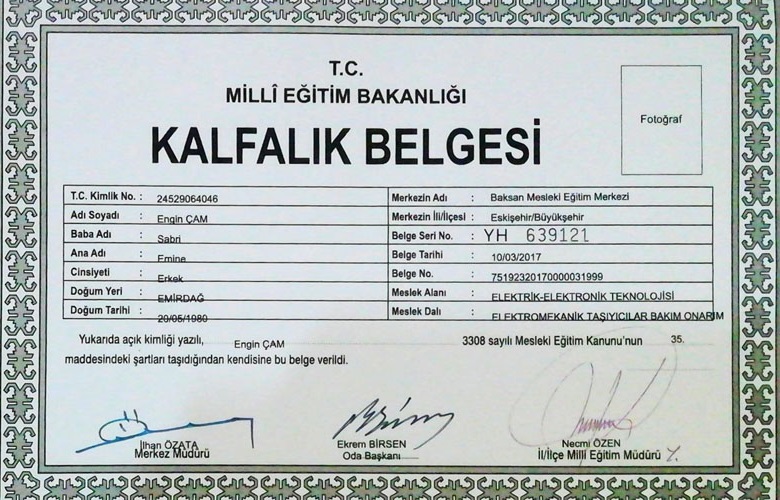 T.C.
MİLLÎ EĞİTİM BAKANLIĞI
KALFALIK BELGESİ
Fotoğraf
T.C. Kimlik No. : 24529064046
Adı Soyadı : Engin ÇAM
Baba Adı : Sabri
Ana Adı : Emine
Cinsiyeti : Erkek
Doğum Yeri : EMİRDAĞ
Doğum Tarihi : 20/05/1980
Merkezin Adı : Baksan Mesleki Eğitim Merkezi
Merkezin İli/İlçesi : Eskişehir/Büyükşehir
Belge Seri No. : YH 639121
Belge Tarihi : 10/03/2017
Belge No. : 75192320170000031999
Meslek Alanı : ELEKTRİK-ELEKTRONİK TEKNOLOJİSİ
Meslek Dalı : ELEKTROMEKANİK TAŞIYICILAR BAKIM ONARIM
Yukarıda açık kimliği yazılı, Engin ÇAM 3308 sayılı Mesleki Eğitim Kanunu'nun 35.
maddesindeki şartları taşıdığından kendisine bu belge verildi.
İlhan ÖZATA
Merkez Müdürü
Ekrem BİRSEN
Oda Başkanı
Necmi ÖZEN
İl/İlçe Millî Eğitim Müdürü